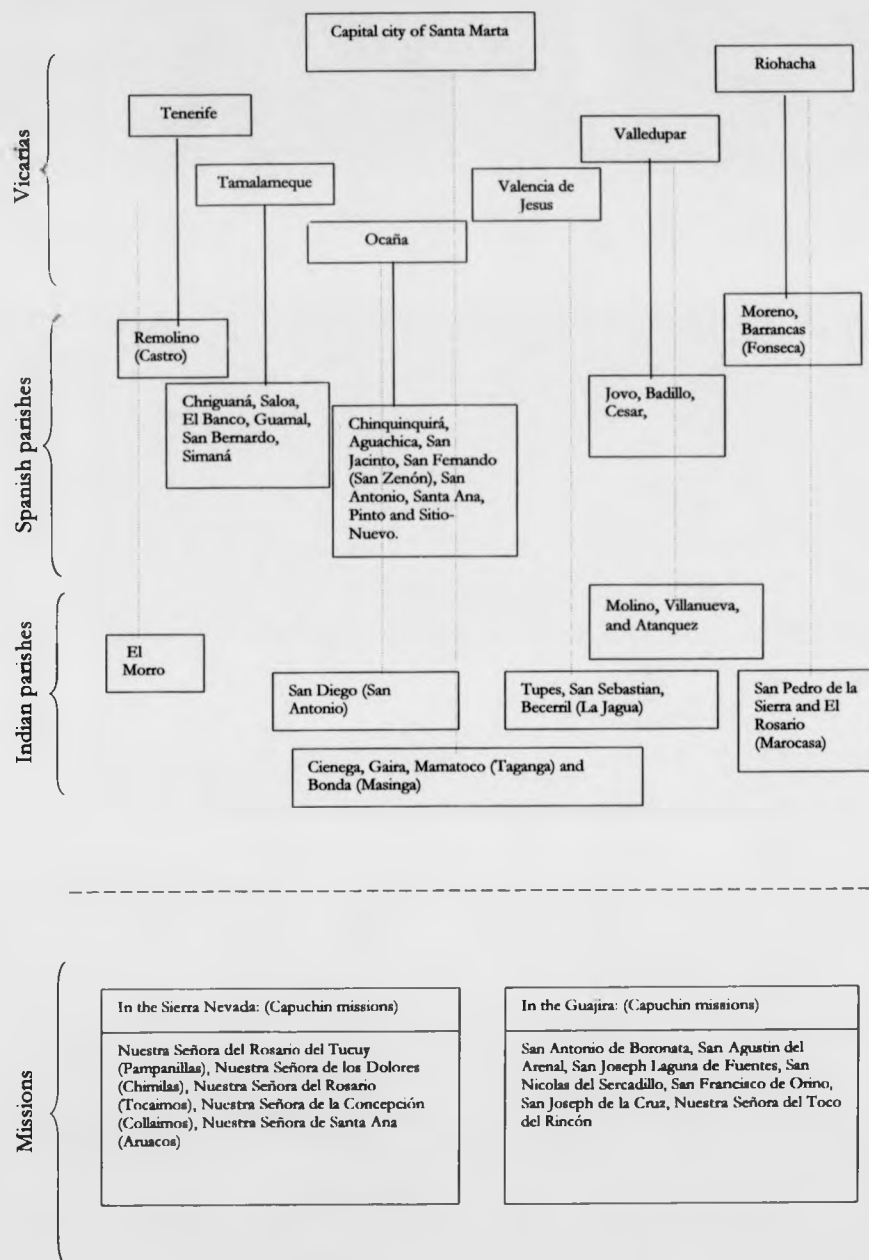 Capital city of Santa Marta
Riohacha
Tenerife
Valledupar
Tamalameque
Valencia de
Jesus
Ocaña
Vicarias
Moreno,
Barrancas
(Fonseca)
Remolino
(Castro)
Chriguaná, Saloa,
El Banco, Guamal,
San Bernardo,
Simaná
Jovo, Badillo,
Cesar,
Chinquinquirá,
Aguachica, San
Jacinto, San Fernando
(San Zenón), San
Antonio, Santa Ana,
Pinto and Sitio-
Nuevo.
Spanish parishes
Molino, Villanueva,
and Atanquez
El
Morro
San Diego (San
Antonio)
Tupes, San Sebastian,
Becerril (La Jagua)
San Pedro de la
Sierra and El
Rosario
(Marocasa)
Cienega, Gaira, Mamatoco (Taganga) and
Bonda (Masinga)
Indian parishes
In the Sierra Nevada: (Capuchin missions)
Nuestra Señora del Rosario del Tucuy
(Pampanillas), Nuestra Señora de los Dolores
(Chimilas), Nuestra Señora del Rosario
(Tocaimos), Nuestra Señora de la Concepción
(Collaimos), Nuestra Señora de Santa Ana
(Aruacos)
In the Guajira: (Capuchin missions)
San Antonio de Boronata, San Agustin del
Arenal, San Joseph Laguna de Fuentes, San
Nicolas del Sercadillo, San Francisco de Orino,
San Joseph de la Cruz, Nuestra Señora del Toco
del Rincón
Missions